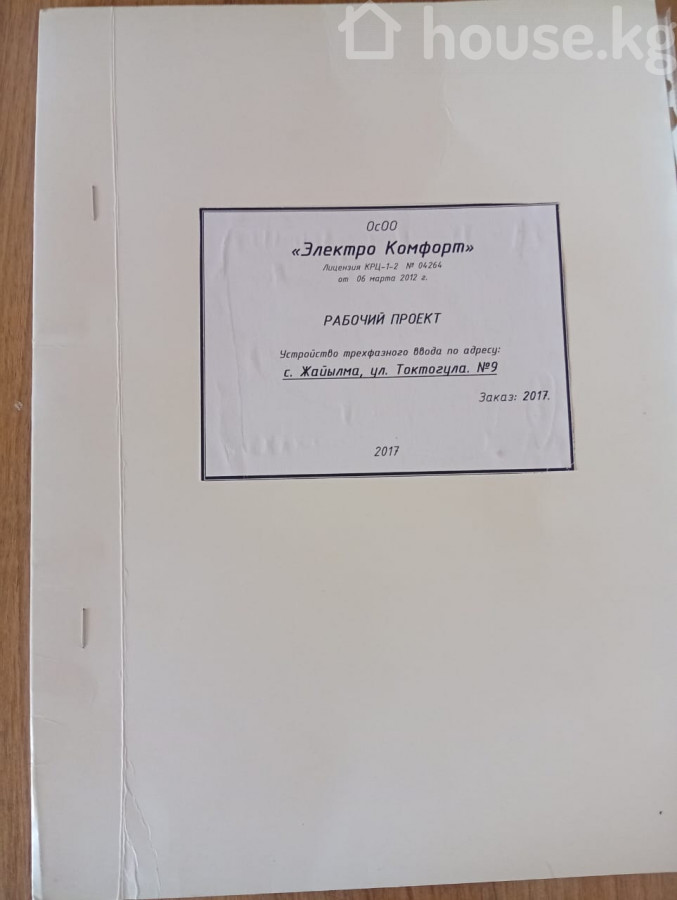 house.kg
ОсОО
«Электро Комфорт»
Лицензия КРЦ-1-2 № 04264
от 06 марта 2012 г.
РАБОЧИЙ ПРОЕКТ
Устройство трехфазного ввода по адресу:
с. Жайылма, ул. Токтогула. №9
Заказ: 2017.
2017